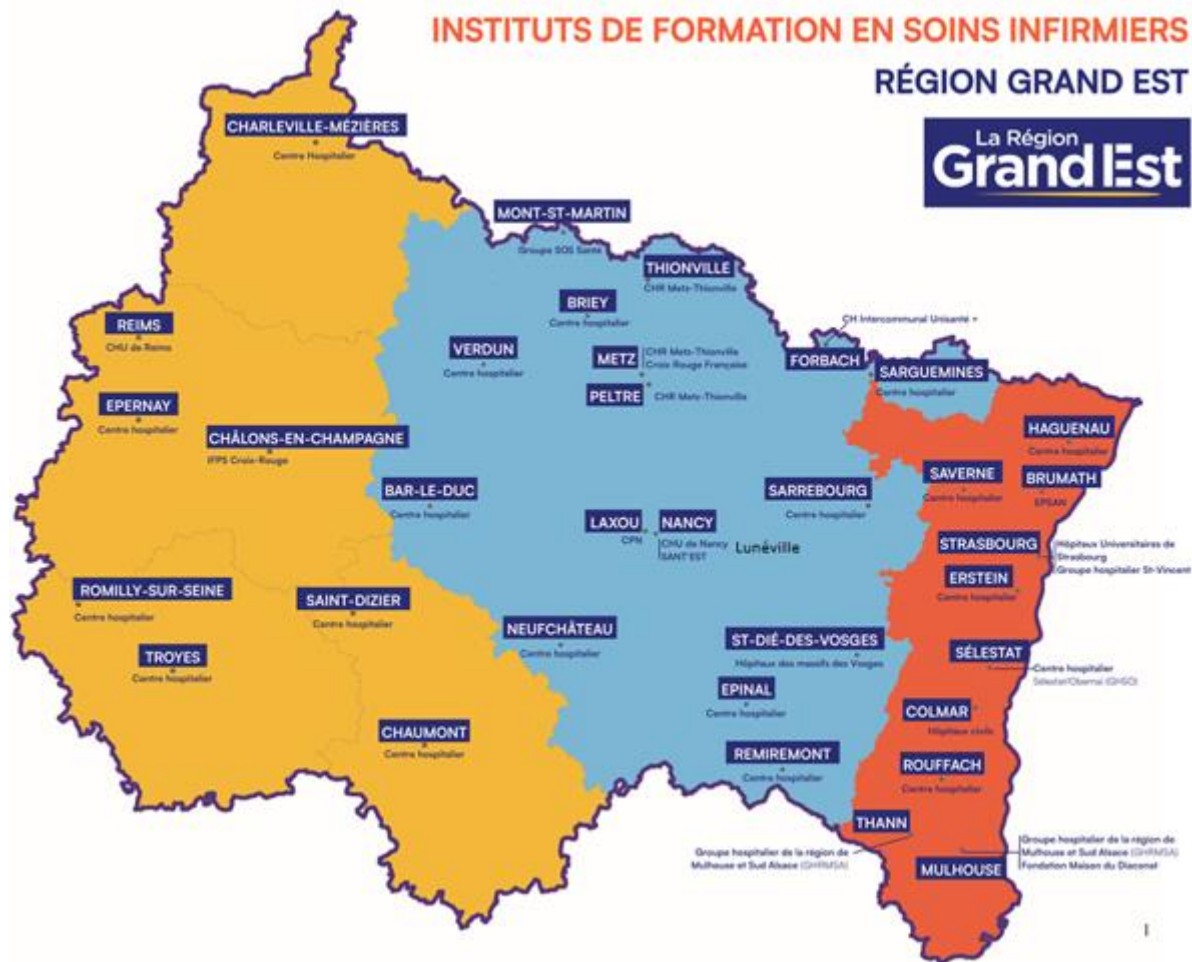 INSTITUTS DE FORMATION EN SOINS INFIRMIERS
RÉGION GRAND EST
La Région
Grand Est
CHARLEVILLE-MÉZIÈRES
Centre Hospitalier
MONT-ST-MARTIN
Groupe SOS Santé
THIONVILLE
CHR Metz-Thionville
BRIEY
Centre hospitalier
REIMS
CHU de Reims
CH Intercommunal Unisanté +
VERDUN
Centre hospitalier
METZ
CHR Metz-Thionville
Croix Rouge Française
FORBACH
SARGUEMINES
Centre hospitalier
PELTRE
CHR Metz-Thionville
EPERNAY
Centre hospitalier
CHÂLONS-EN-CHAMPAGNE
IFPS Croix-Rouge
HAGUENAU
Centre hospitalier
SAVERNE
Centre hospitalier
BRUMATH
EPSAN
BAR-LE-DUC
Centre hospitalier
SARREBOURG
Centre hospitalier
LAXOU
CPN
NANCY
CHU de Nancy
SANT'EST
Lunéville
STRASBOURG
Hôpitaux Universitaires de
Strasbourg
Groupe hospitalier St-Vincent
ERSTEIN
Centre hospitalier
ROMILLY-SUR-SEINE
Centre hospitalier
SAINT-DIZIER
Centre hospitalier
NEUFCHÂTEAU
Centre hospitalier
ST-DIÉ-DES-VOSGES
Hôpitaux des massifs des Vosges
SÉLESTAT
Centre hospitalier
Sélestat/Obernai (GHSO)
TROYES
Centre hospitalier
EPINAL
Centre hospitalier
COLMAR
Hôpitaux civils
CHAUMONT
Centre hospitalier
REMIREMONT
Centre hospitalier
ROUFFACH
Centre hospitalier
THANN
Groupe hospitalier de la région de
Mulhouse et Sud Alsace (GHRMSA)
Groupe hospitalier de la région de
Mulhouse et Sud Alsace (GHRMSA)
Fondation Maison du Diaconat
MULHOUSE
1